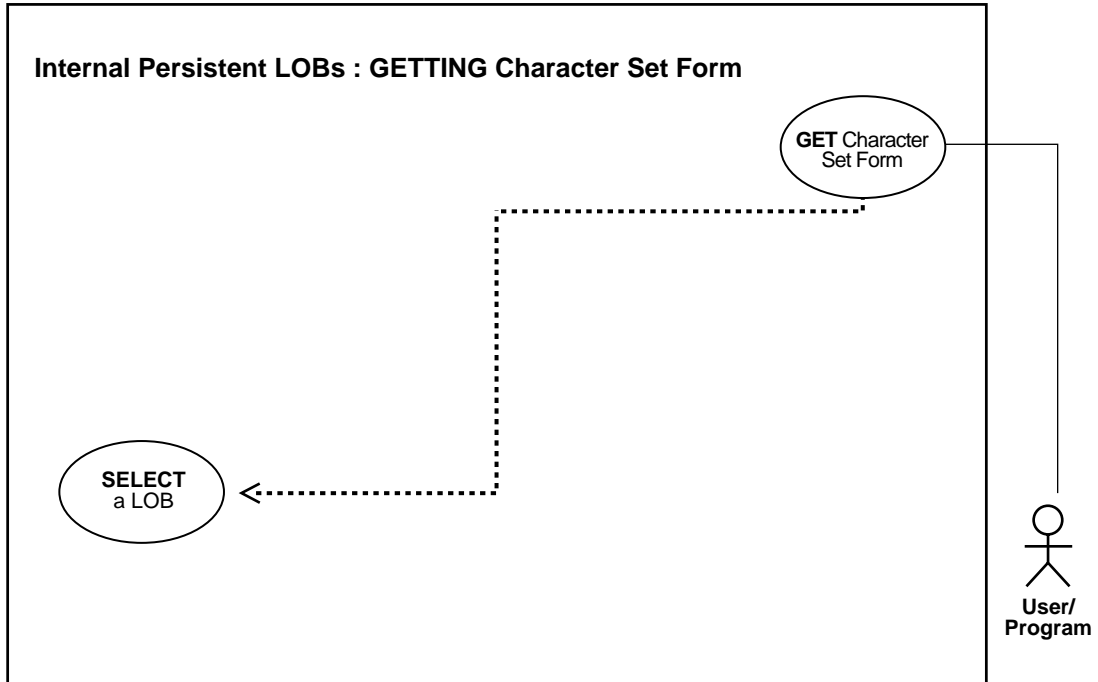 Internal Persistent LOBs : GETTING Character Set Form
GET Character
Set Form
SELECT
a LOB
User/
Program